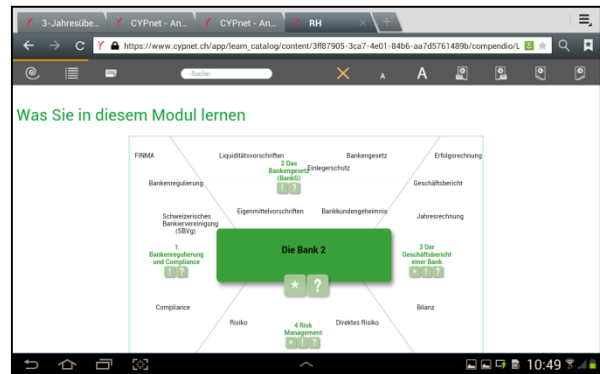 3-Jahresübe...
CYPnet - An...
CYPnet - An...
RH
https://www.cypnet.ch/app/learn_catalog/content/3ff87905-3ca7-4e01-84b6-aa7d5761489b/compendio/L
-Suche-
A
A
Was Sie in diesem Modul lernen
FINMA
Liquiditätsvorschriften
Bankengesetz
Erfolgsrechnung
2 Das
Bankengesetz
(BankG)
! ?
Einlegerschutz
Bankenregulierung
Geschäftsbericht
Schweizerisches
Bankiervereinigung
(SBVg)
Eigenmittelvorschriften
Bankkundengeheimnis
Jahresrechnung
1
Bankenregulierung
und Compliance
! ?
Die Bank 2
* ?
3 Der
Geschäftsbericht
einer Bank
* ! ?
Compliance
Bilanz
Risiko
4 Risk
Management
* ! ?
Direktes Risiko
10:49